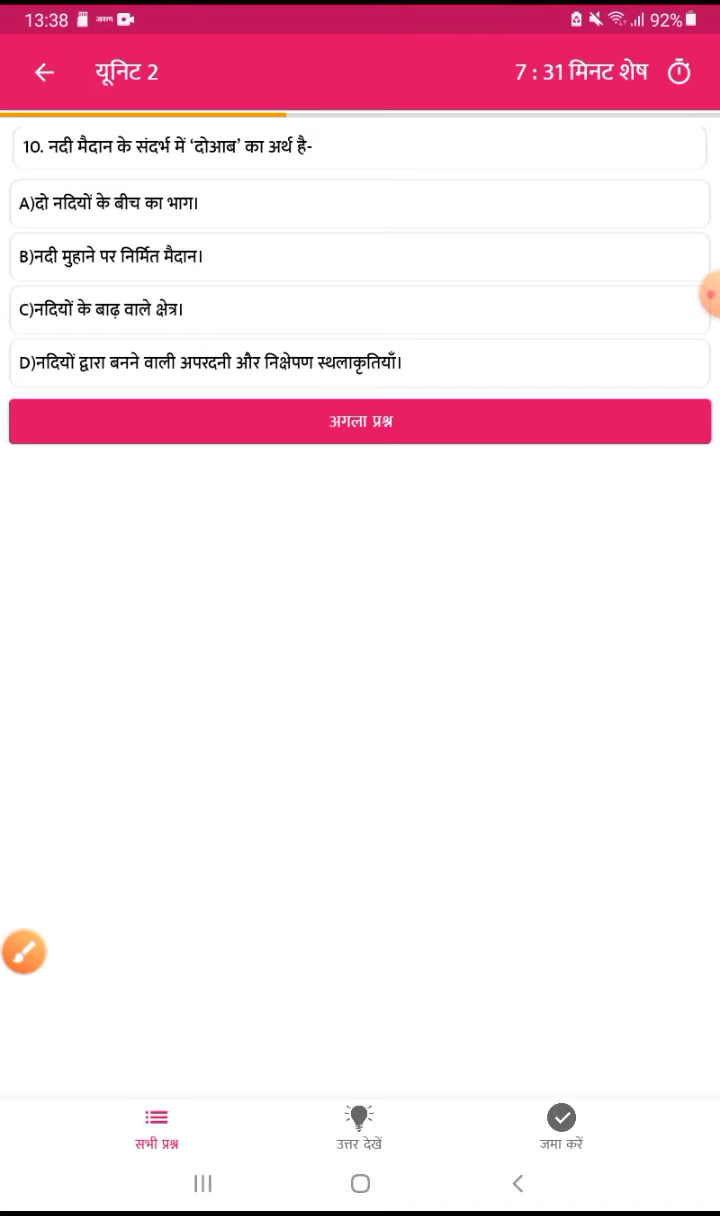 13:38 92%
यूनिट 2 7 : 31 मिनट शेष
10. नदी मैदान के संदर्भ में ‘दोआब’ का अर्थ है-
A)दो नदियों के बीच का भाग।
B)नदी मुहाने पर निर्मित मैदान।
C)नदियों के बाढ़ वाले क्षेत्र।
D)नदियों द्वारा बनने वाली अपरदनी और निक्षेपण स्थलाकृतियाँ।
अगला प्रश्न
सभी प्रश्न उत्तर देखें जमा करें